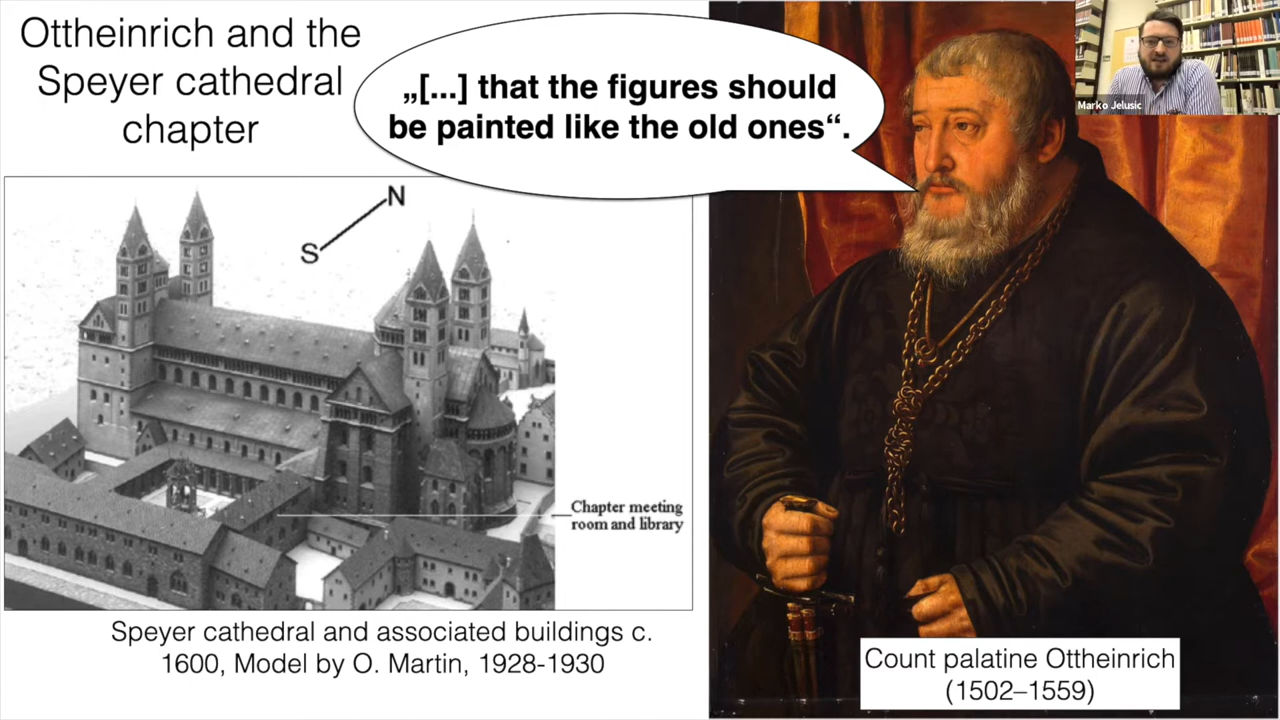 Ottheinrich and the
Speyer cathedral
chapter
„[...] that the figures should
be painted like the old ones“.
Marko Jelusic
N
S
Chapter meeting
room and library
Speyer cathedral and associated buildings c.
1600, Model by O. Martin, 1928-1930
Count palatine Ottheinrich
(1502–1559)